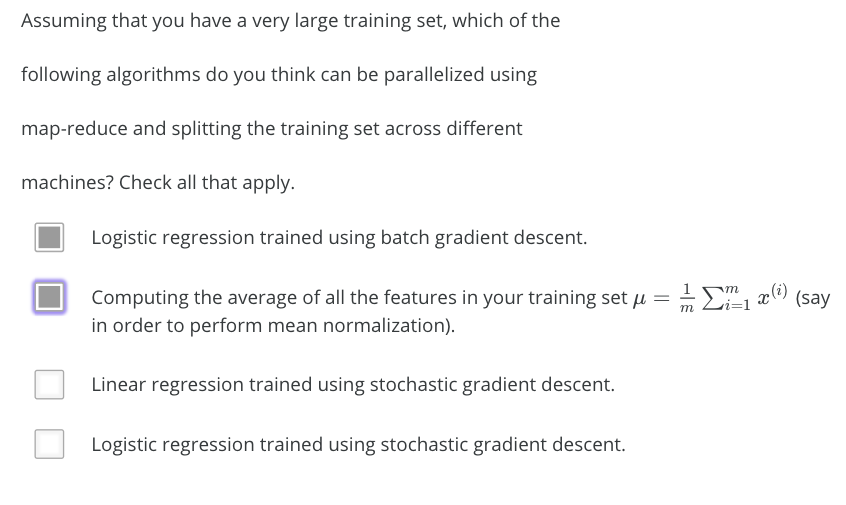 Assuming that you have a very large training set, which of the
following algorithms do you think can be parallelized using
map-reduce and splitting the training set across different
machines? Check all that apply.
Logistic regression trained using batch gradient descent.
Computing the average of all the features in your training set μ = 1/m ∑_{i=1}^{m} x^{(i)} (say
in order to perform mean normalization).
Linear regression trained using stochastic gradient descent.
Logistic regression trained using stochastic gradient descent.